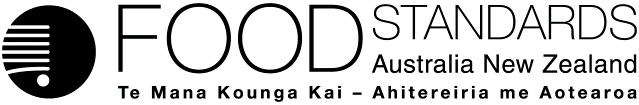 FOOD STANDARDS
Australia New Zealand
Te Mana Kounga Kai – Ahitereiria me Aotearoa